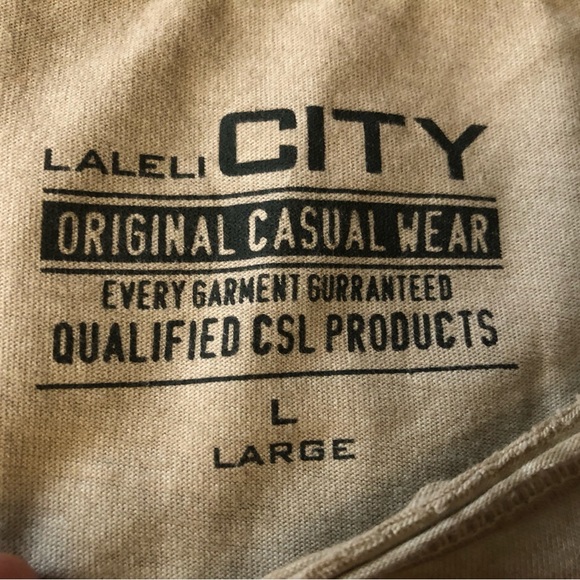 LALELI CITY
ORIGINAL CASUAL WEAR
EVERY GARMENT GURRANTEED
QUALIFIED CSL PRODUCTS
L
LARGE